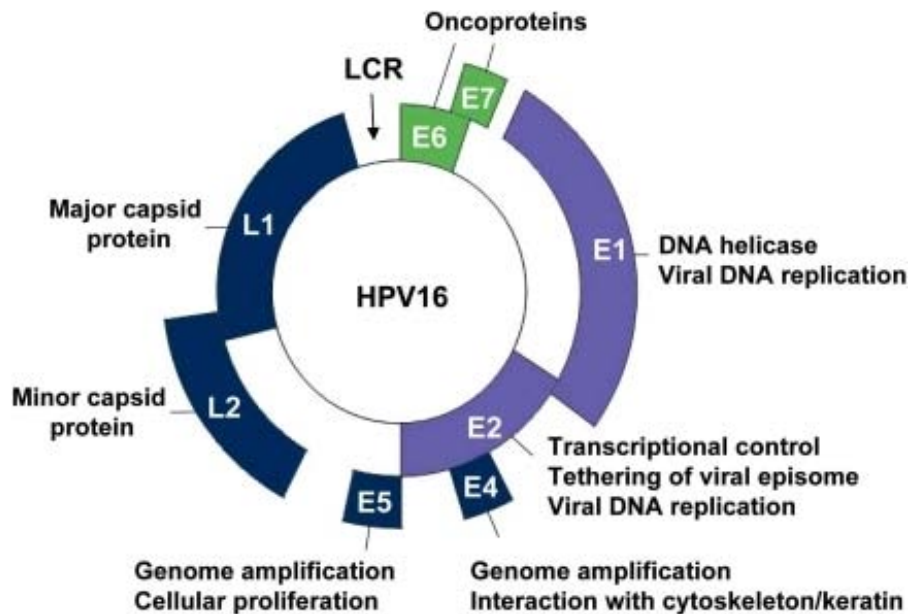 Oncoproteins
LCR
E7
E6
Major capsid
protein
L1
E1
DNA helicase
Viral DNA replication
HPV16
Minor capsid
protein
L2
E2
Transcriptional control
Tethering of viral episome
Viral DNA replication
E5
E4
Genome amplification
Cellular proliferation
Genome amplification
Interaction with cytoskeleton/keratin